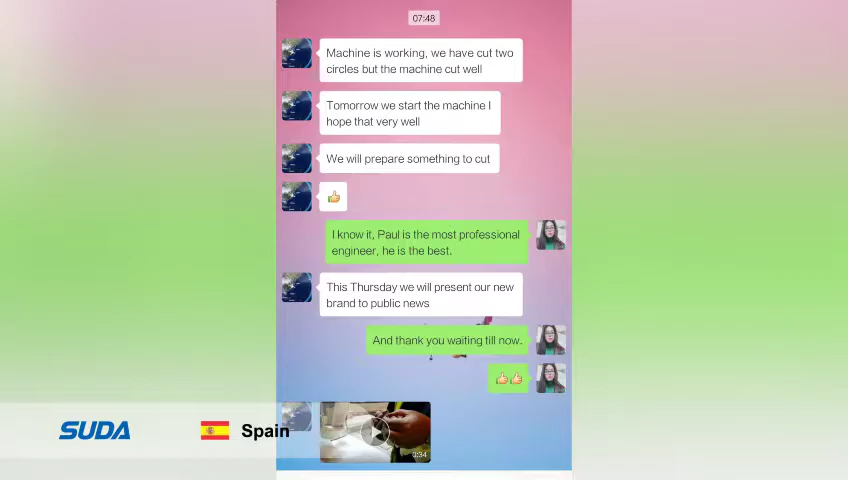 07:48
Machine is working, we have cut two
circles but the machine cut well
Tomorrow we start the machine I
hope that very well
We will prepare something to cut
I know it, Paul is the most professional
engineer, he is the best.
This Thursday we will present our new
brand to public news
And thank you waiting till now.
SUDA
Spain
0:34